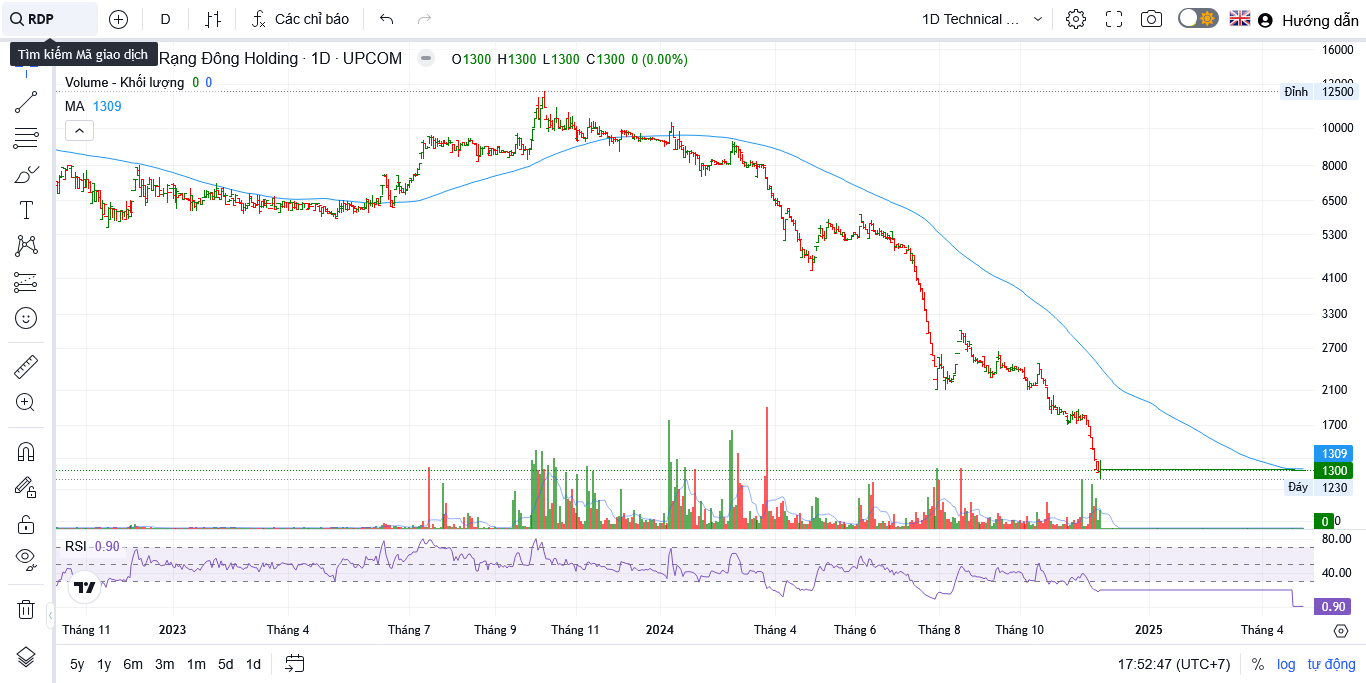 RDP
D
Các chỉ báo
1D Technical ...
Hướng dẫn
Tìm kiếm Mã giao dịch
Rạng Đông Holding · 1D · UPCOM
O1300 H1300 L1300 C1300 0 (0.00%)
Volume - Khối lượng 0 0
MA 1309
16000
Đỉnh 12500
10000
8000
6500
5300
4100
3300
2700
2100
1700
1309
1300
Đáy 1230
0 0
RSI 0.90
80.00
40.00
0.90
Tháng 11 2023 Tháng 4 Tháng 7 Tháng 9 Tháng 11 2024 Tháng 4 Tháng 6 Tháng 8 Tháng 10 2025 Tháng 4
5y 1y 6m 3m 1m 5d 1d
17:52:47 (UTC+7) % log tự động